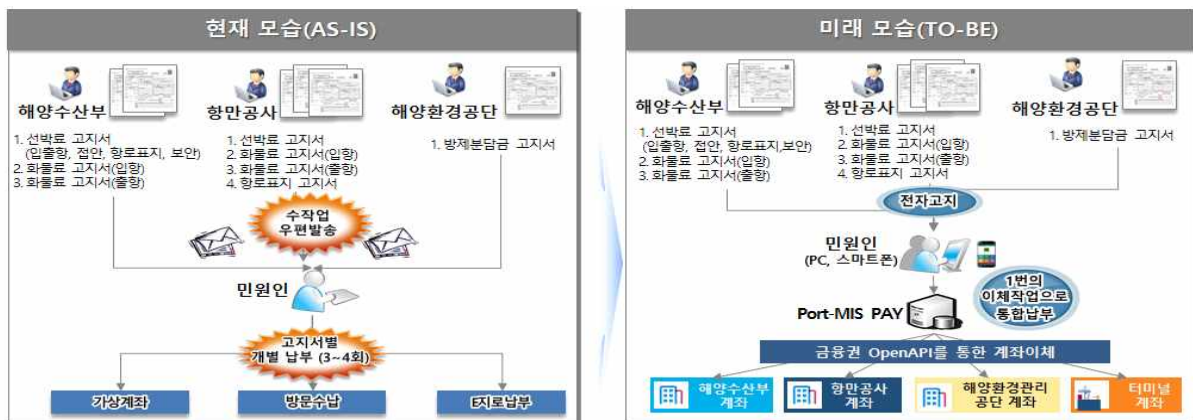 현재 모습(AS-IS)
해양수산부
1. 선박료 고지서
(입출항, 접안, 항로표지, 보안)
2. 화물료 고지서(입항)
3. 화물료 고지서(출항)
항만공사
1. 선박료 고지서
2. 화물료 고지서(입항)
3. 화물료 고지서(출항)
4. 항로표지 고지서
해양환경공단
1. 방제분담금 고지서
수작업
우편발송
민원인
고지서별
개별 납부 (3~4회)
가상계좌
방문수납
E지로납부
미래 모습(TO-BE)
해양수산부
1. 선박료 고지서
(입출항, 접안, 항로표지,보안)
2. 화물료 고지서(입항)
3. 화물료 고지서(출항)
항만공사
1. 선박료 고지서
2. 화물료 고지서(입항)
3. 화물료 고지서(출항)
4. 항로표지 고지서
해양환경공단
1. 방제분담금 고지서
전자고지
민원인
(PC, 스마트폰)
1번의
이체작업으로
통합납부
Port-MIS PAY
금융권 OpenAPI를 통한 계좌이체
해양수산부
계좌
항만공사
계좌
해양환경관리
공단 계좌
터미널
계좌